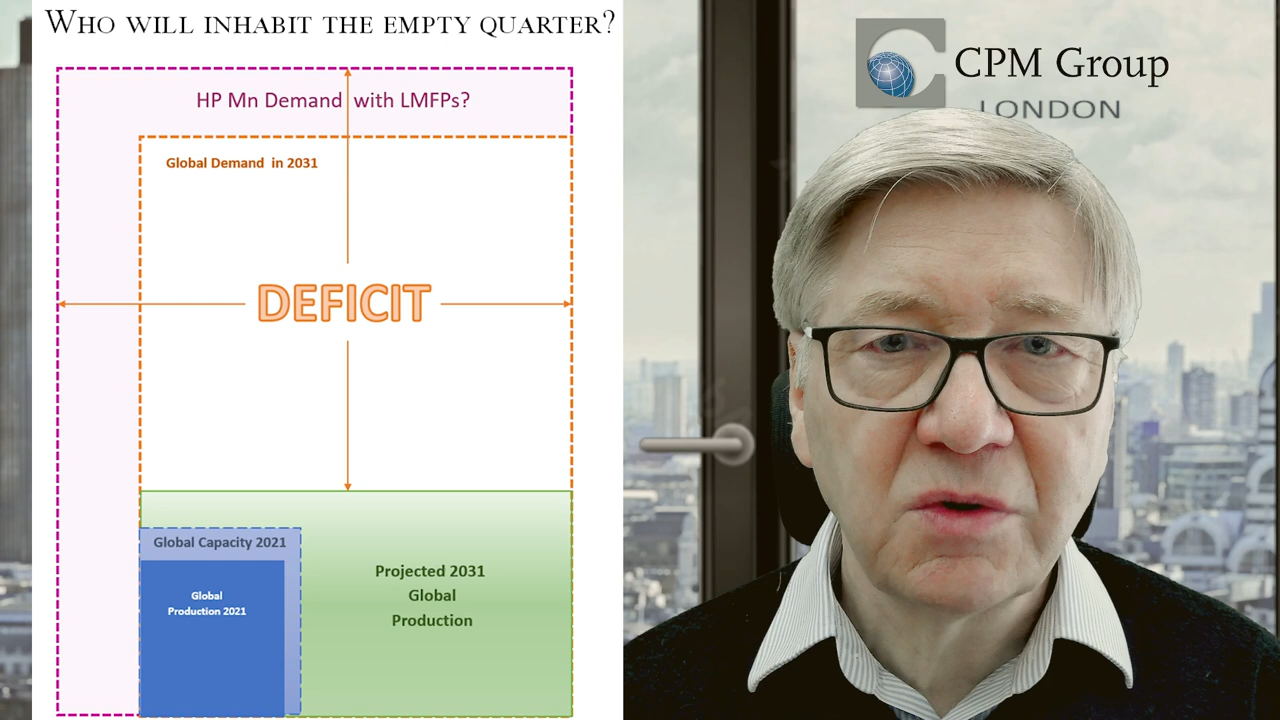 WHO WILL INHABIT THE EMPTY QUARTER?
HP Mn Demand with LMFPs?
Global Demand in 2031
DEFICIT
Global Capacity 2021
Global
Production 2021
Projected 2031
Global
Production
CPM Group
LONDON